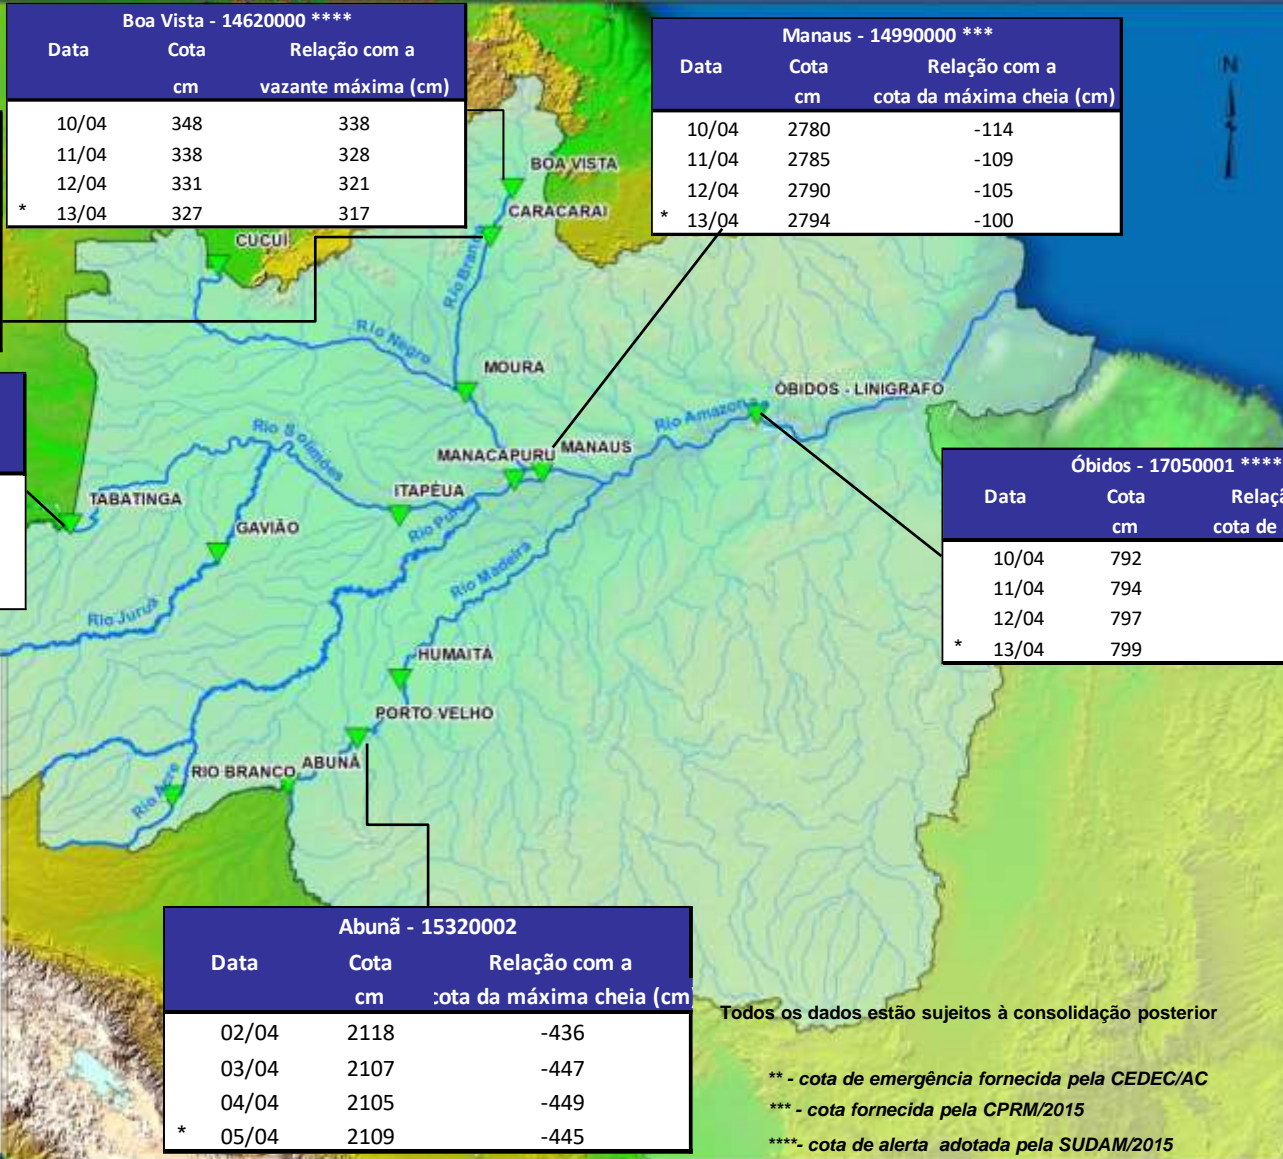 Boa Vista - 14620000 ****
Data Cota Relação com a
cm vazante máxima (cm)
10/04 348 338
11/04 338 328
12/04 331 321
* 13/04 327 317
Manaus - 14990000 ***
Data Cota Relação com a
cm cota da máxima cheia (cm)
10/04 2780 -114
11/04 2785 -109
12/04 2790 -105
* 13/04 2794 -100
N
BOA VISTA
CARACARAI
CUCUÍ
Rio Branco
Rio Negro
MOURA
ÓBIDOS - LINIGRAFO
Rio Amazonas
Rio Solimões
MANACAPURU
MANAUS
TABATINGA
ITAPÉUA
GAVIÃO
Rio Purus
Rio Madeira
Rio Juruá
HUMAITÁ
PORTO VELHO
ABUNÃ
RIO BRANCO
Rio Acre
Óbidos - 17050001 ****
Data Cota
cm cota de
10/04 792
11/04 794
12/04 797
* 13/04 799
Abunã - 15320002
Data Cota Relação com a
cm cota da máxima cheia (cm
02/04 2118 -436
03/04 2107 -447
04/04 2105 -449
* 05/04 2109 -445
Todos os dados estão sujeitos à consolidação posterior
** - cota de emergência fornecida pela CEDEC/AC
*** - cota fornecida pela CPRM/2015
****- cota de alerta adotada pela SUDAM/2015